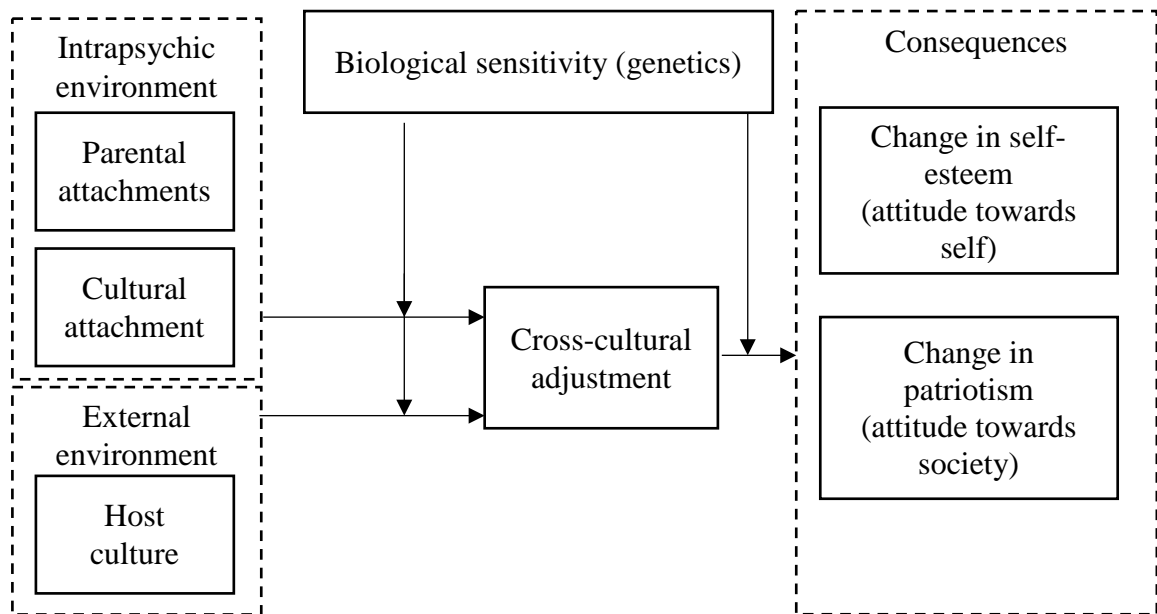 Intrapsychic
environment
Parental
attachments
Cultural
attachment
External
environment
Host
culture
Biological sensitivity (genetics)
Cross-cultural
adjustment
Consequences
Change in self-
esteem
(attitude towards
self)
Change in
patriotism
(attitude towards
society)